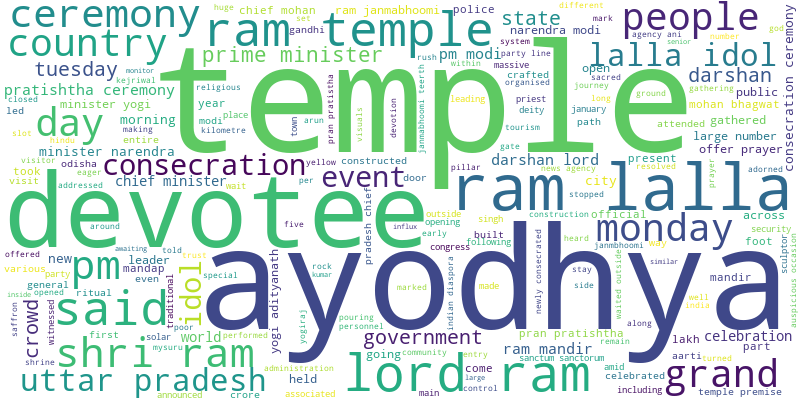 ceremony
ram temple
state
people
huge
chief mohan
ram janmabhoomi
police
different
set
gandhi
narendra modi
mark
country
prime minister
pm modi
system
party line
agency ani
number
senior
god
tuesday
monitor
kejriwal
rush
massive
within
crafted
organised
open
lalla idol
sacred
journey
gathering
pratishtha ceremony
religious
temple
darshan
mohan bhagwat
closed
minister yogi
year
modi
public
long
led
day
morning
place
town
arun
pran pratistha
visuals
devotion
janmabhoomi teerth
leading
priest
deity
january
path
ground
attended
gathered
large number
consecration ceremony
slot
hindu
making
entire
kilometre
tourism
offer prayer
minister narendra
visitor
odisha
consecration
yellow
constructed
gate
darshan lord
present
took
visit
chief minister
event
door
pillar
news agency
resolved
prayer
adorned
eager
addressed
wait
per
ram lalla
city
stopped
devotee
around
pradesh chief
outside
singh
construction
official
across
five
influx
opening
early
built
monday
security
offered
awaiting
told
congress
following
newly consecrated
heard
janmbhoomi
way
foot
various
party
new
leader
mandap
even
trust
yogi adityanath
ayodhya
indian diaspora
stay
side
waited outside
similar
sculptor
pm
general
idol
special
rock
kumar
marked
made
along
mandir
well
india
auspicious occasion
inside
opened
ritual
traditional
saffron
crowd
witnessed
said
world
performed
yogiraj
pouring
personnel
government
pran pratishtha
remain
lakh
celebration
first
poor
solar
going
community
entry
ram mandir
aarti
part
shri ram
mysuru
lord ram
come
sanctum sanctorum
amid
turned
shrine
administration
large
control
celebrated
grand
uttar pradesh
held
announced
crore
associated
main
including
temple premise